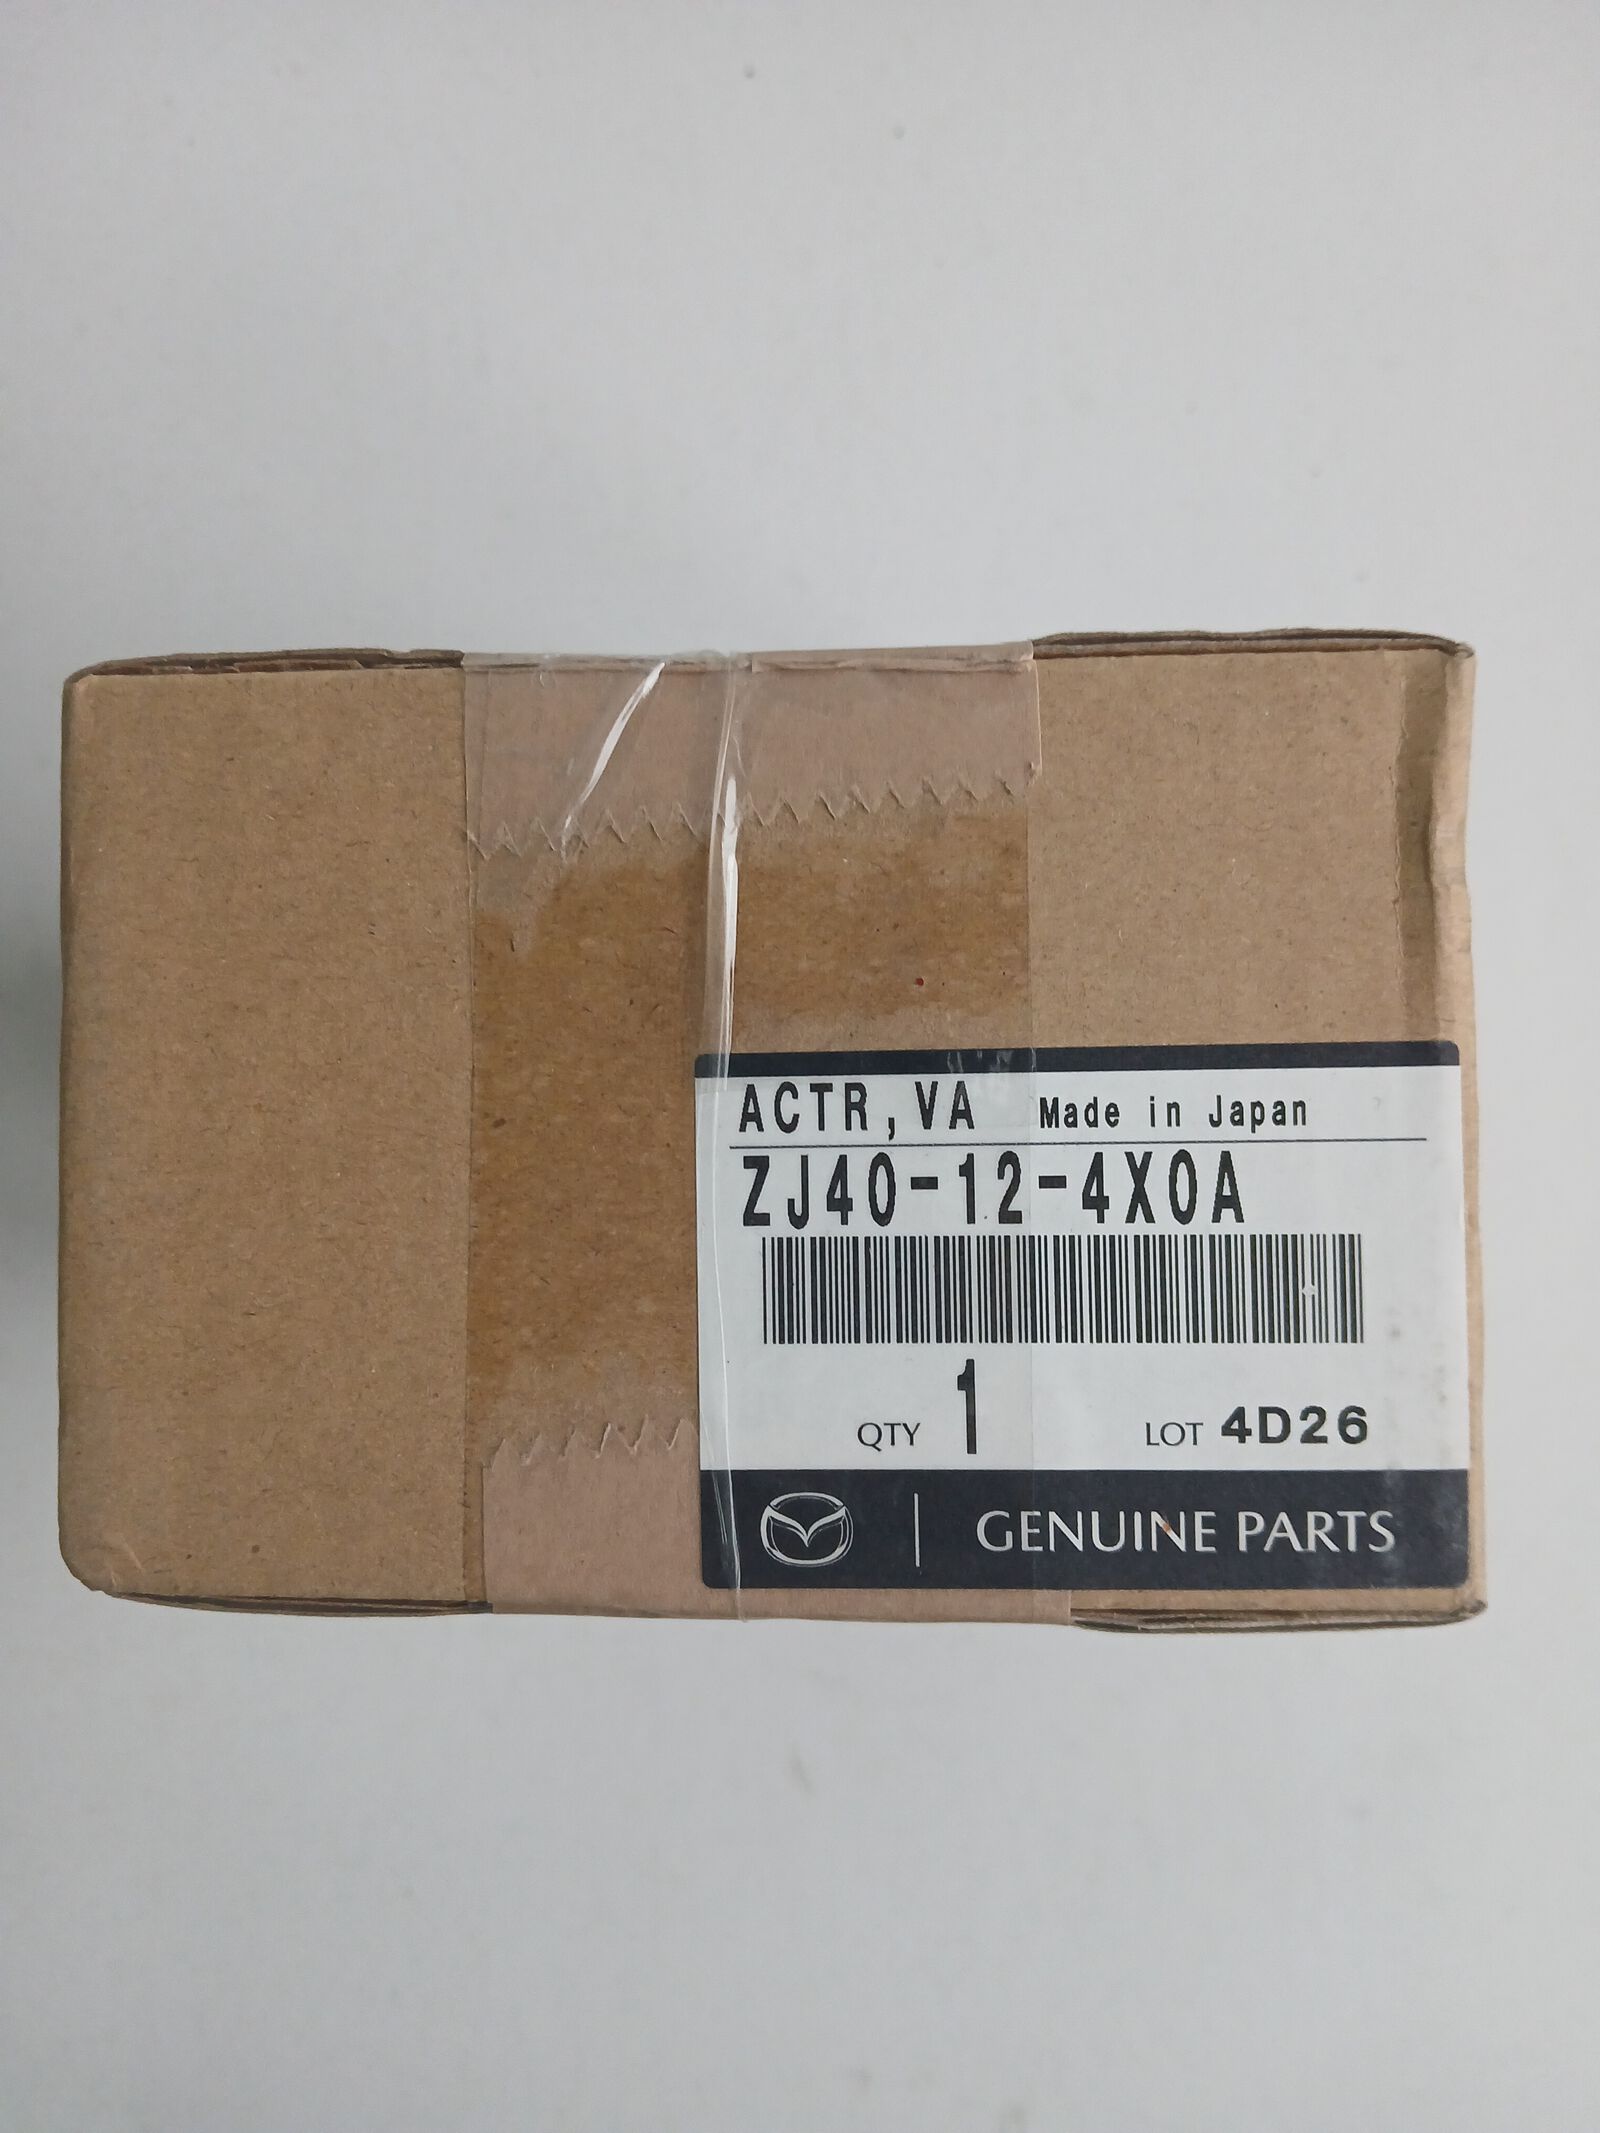 ACTR,VA Made in Japan
ZJ40-12-4X0A
QTY 1 LOT 4D26
GENUINE PARTS